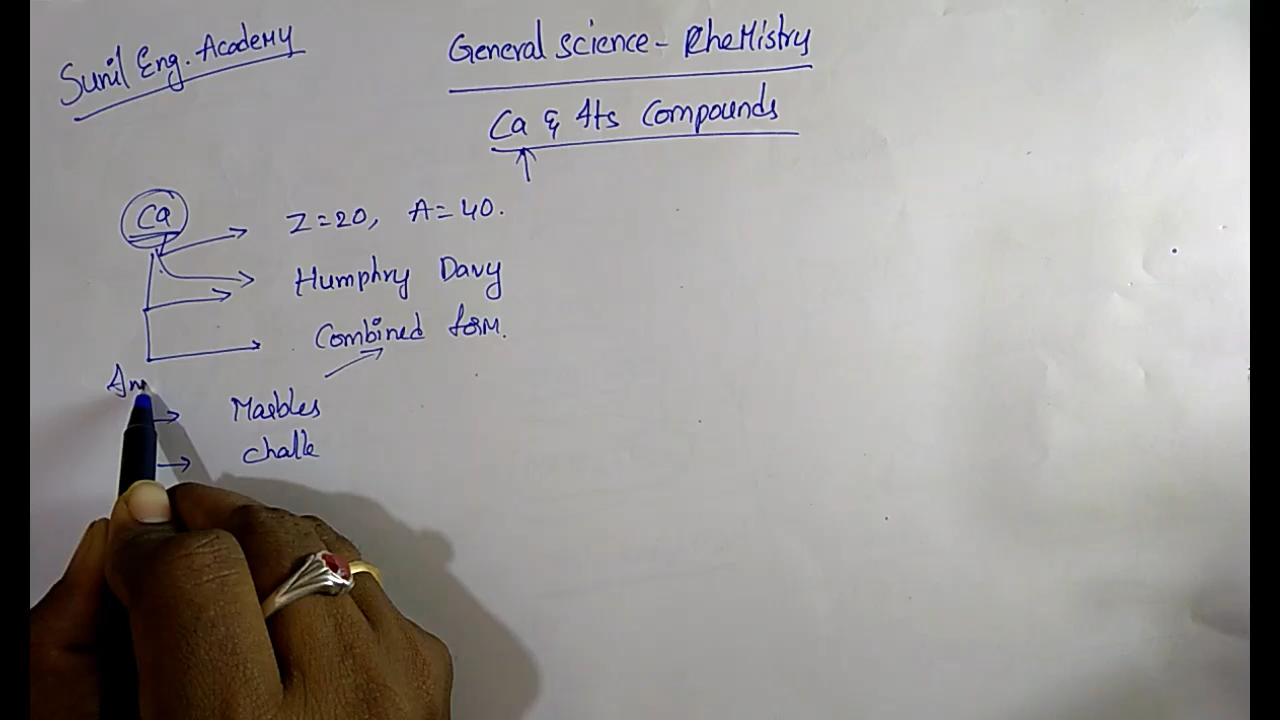 Sunil Eng. Academy
General Science - Chemistry
Ca & Its Compounds
Ca
Z=20, A=40.
Humphry Davy
Combined form.
Marbles
Chalk